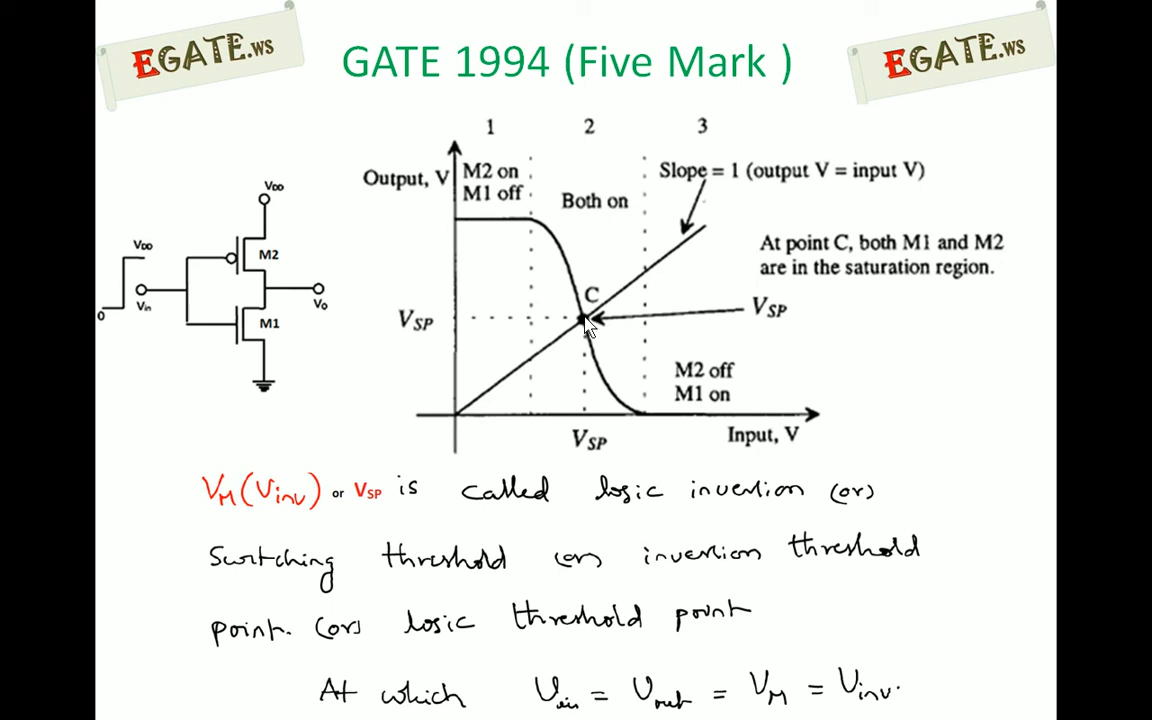 EGATE.ws
GATE 1994 (Five Mark )
EGATE.ws
1 2 3
Output, V
M2 on
M1 off
Both on
Slope = 1 (output V = input V)
At point C, both M1 and M2
are in the saturation region.
C
VSP
VSP
M2 off
M1 on
VSP
Input, V
VDD
VDD
M2
Vin
Vo
M1
0
VM (Vinv) or VSP is called logic invertion (or)
Switching threshold (or) invertion threshold
point. (or) logic threshold point
At which Vin = Vout = VM = Vinv.